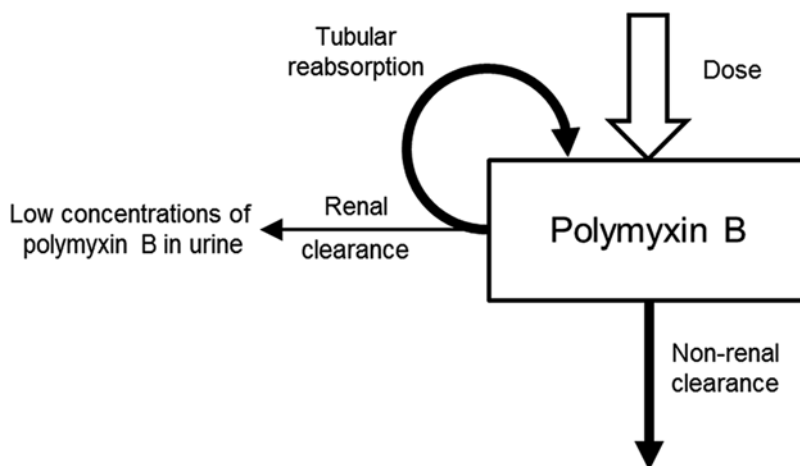 Tubular
reabsorption
Dose
Low concentrations of
polymyxin B in urine
Renal
clearance
Polymyxin B
Non-renal
clearance